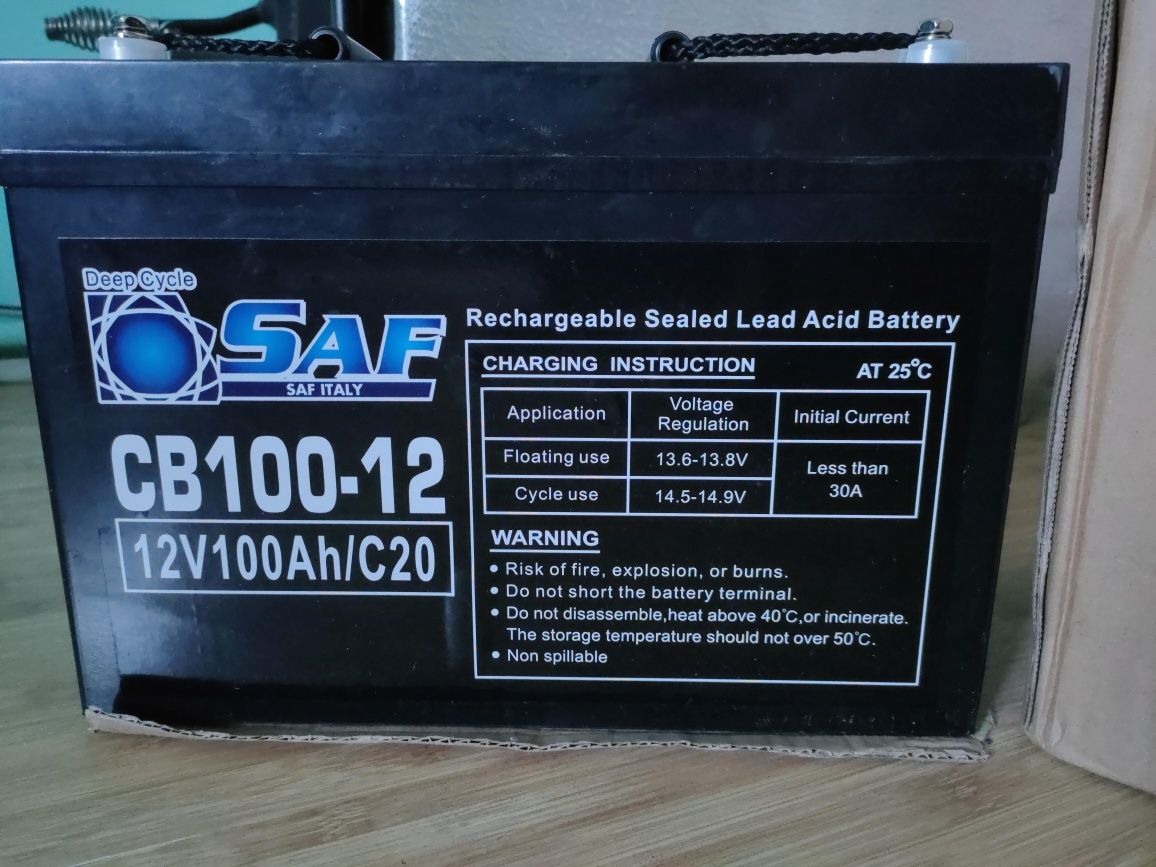 Deep Cycle
SAF
SAF ITALY
CB100-12
12V100Ah/C20
Rechargeable Sealed Lead Acid Battery
CHARGING INSTRUCTION AT 25°C
Application Voltage Regulation Initial Current
Floating use 13.6-13.8V Less than 30A
Cycle use 14.5-14.9V
WARNING
• Risk of fire, explosion, or burns.
• Do not short the battery terminal.
• Do not disassemble,heat above 40°C,or incinerate.
The storage temperature should not over 50°C.
• Non spillable